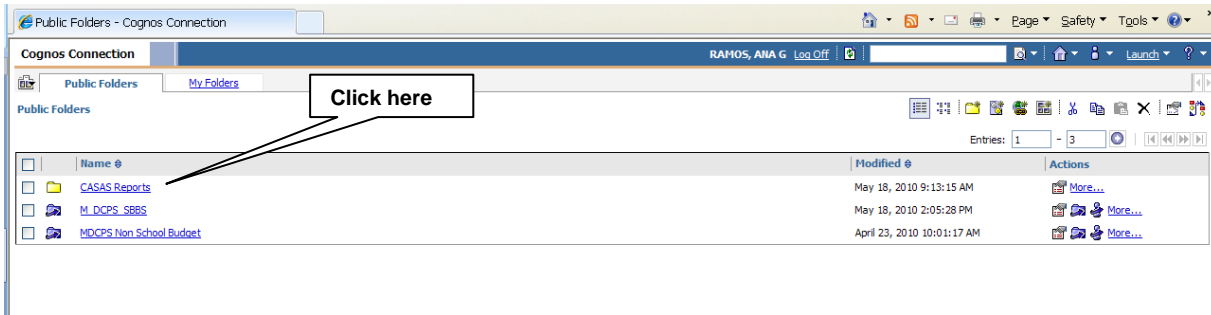 Public Folders - Cognos Connection
Page Safety Tools
Cognos Connection
RAMOS, ANA G Log Off
Launch ?
Public Folders My Folders
Click here
Public Folders
Entries: 1 - 3
Name Modified Actions
CASAS Reports May 18, 2010 9:13:15 AM More...
M_DCPS_SBBS May 18, 2010 2:05:28 PM More...
MDCPS Non School Budget April 23, 2010 10:01:17 AM More...